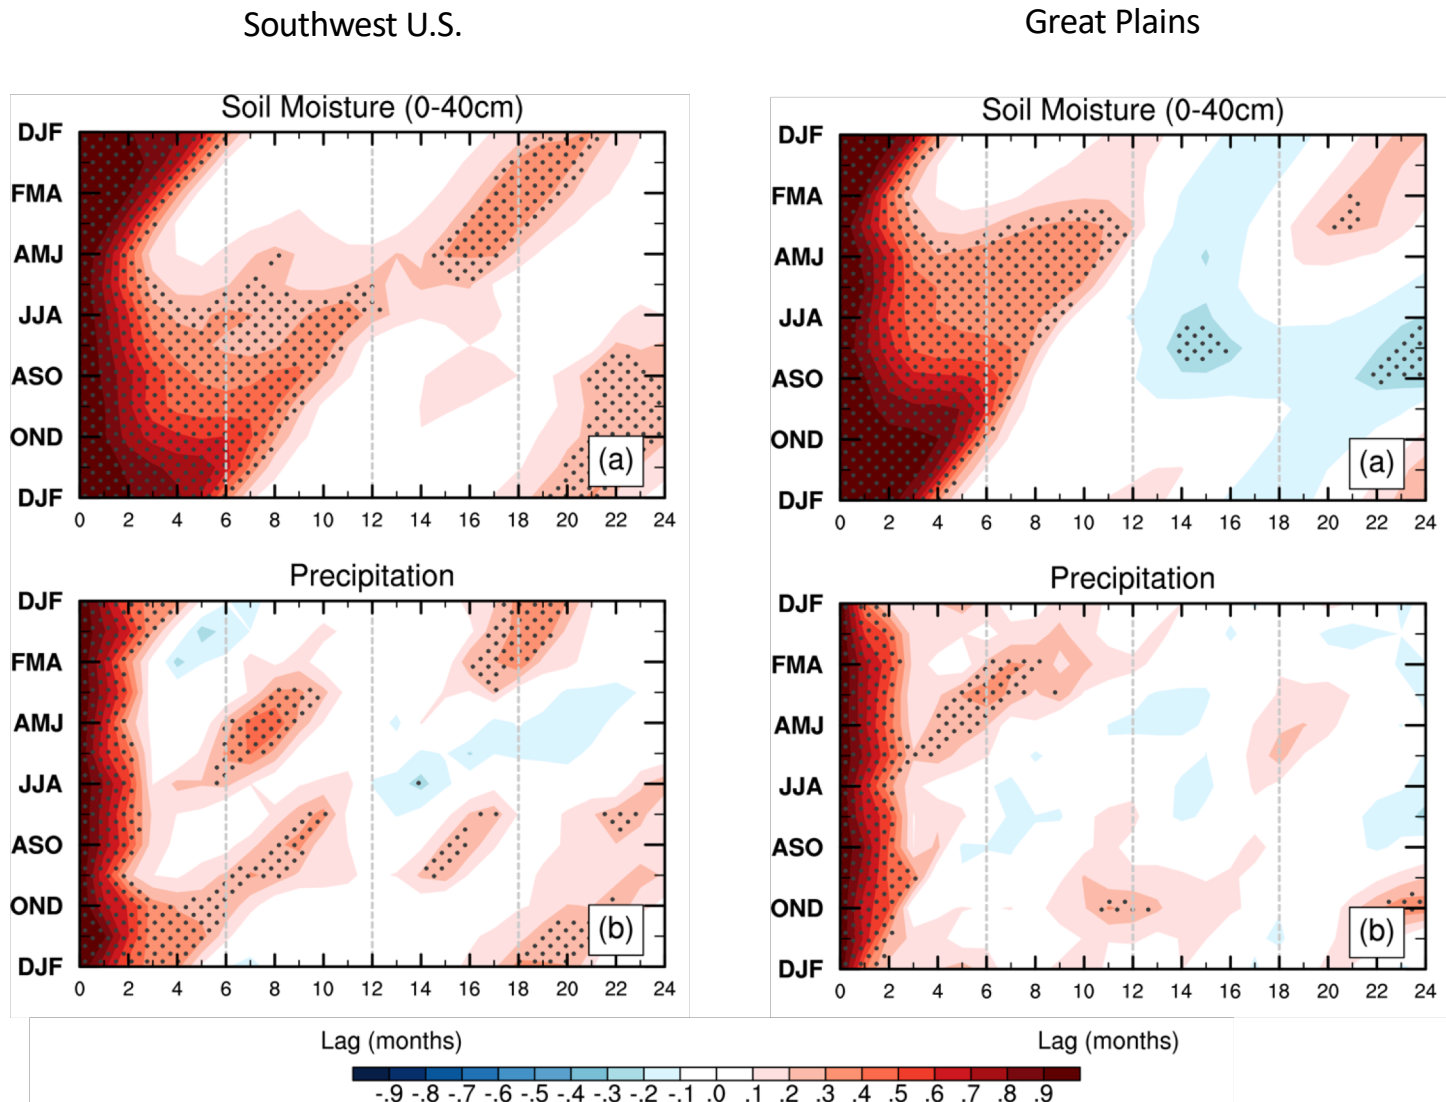 Southwest U.S.
Great Plains
Soil Moisture (0-40cm)
DJF
FMA
AMJ
JJA
ASO
OND
DJF
(a)
0 2 4 6 8 10 12 14 16 18 20 22 24
Soil Moisture (0-40cm)
DJF
FMA
AMJ
JJA
ASO
OND
DJF
(a)
0 2 4 6 8 10 12 14 16 18 20 22 24
Precipitation
DJF
FMA
AMJ
JJA
ASO
OND
DJF
(b)
0 2 4 6 8 10 12 14 16 18 20 22 24
Precipitation
DJF
FMA
AMJ
JJA
ASO
OND
DJF
(b)
0 2 4 6 8 10 12 14 16 18 20 22 24
Lag (months)
Lag (months)
-.9 -.8 -.7 -.6 -.5 -.4 -.3 -.2 -.1 .0 .1 .2 .3 .4 .5 .6 .7 .8 .9